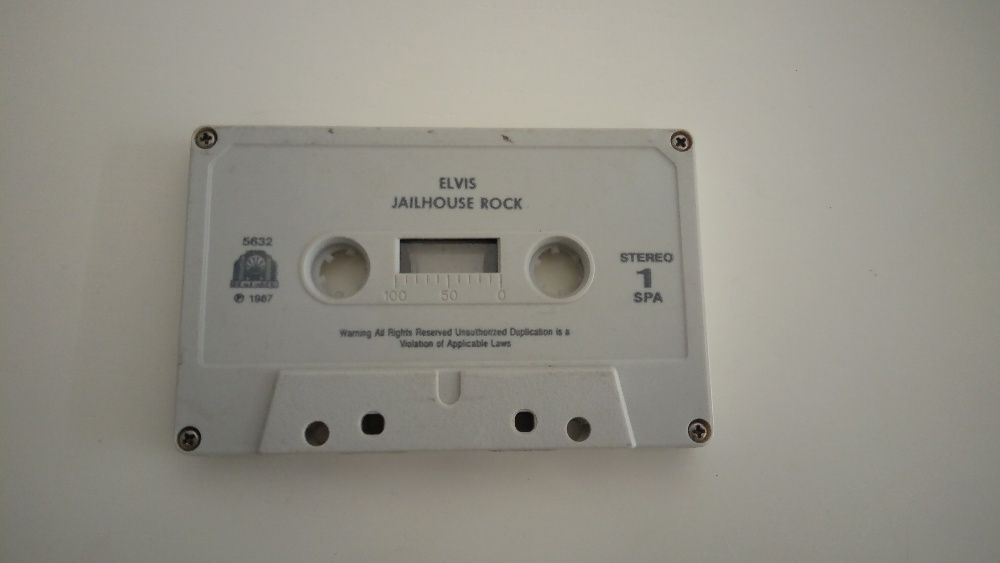 ELVIS
JAILHOUSE ROCK
5632
℗ 1987
100 50 0
STEREO
1
SPA
Warning All Rights Reserved Unsuthorized Duplication is a
Violation of Applicable Laws